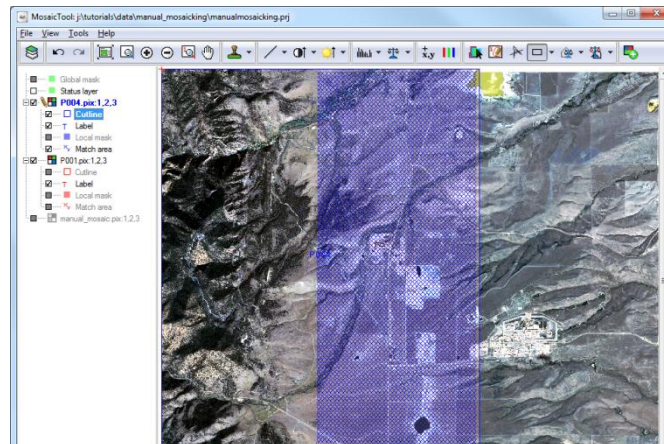 MosaicTool: j:\tutorials\data\manual_mosaicking\manualmosaicking.prj
File View Tools Help
x,y
Global mask
Status layer
P004.pix:1,2,3
Cutline
Label
Local mask
Match area
P001.pix:1,2,3
Cutline
Label
Local mask
Match area
manual_mosaic.pix:1,2,3